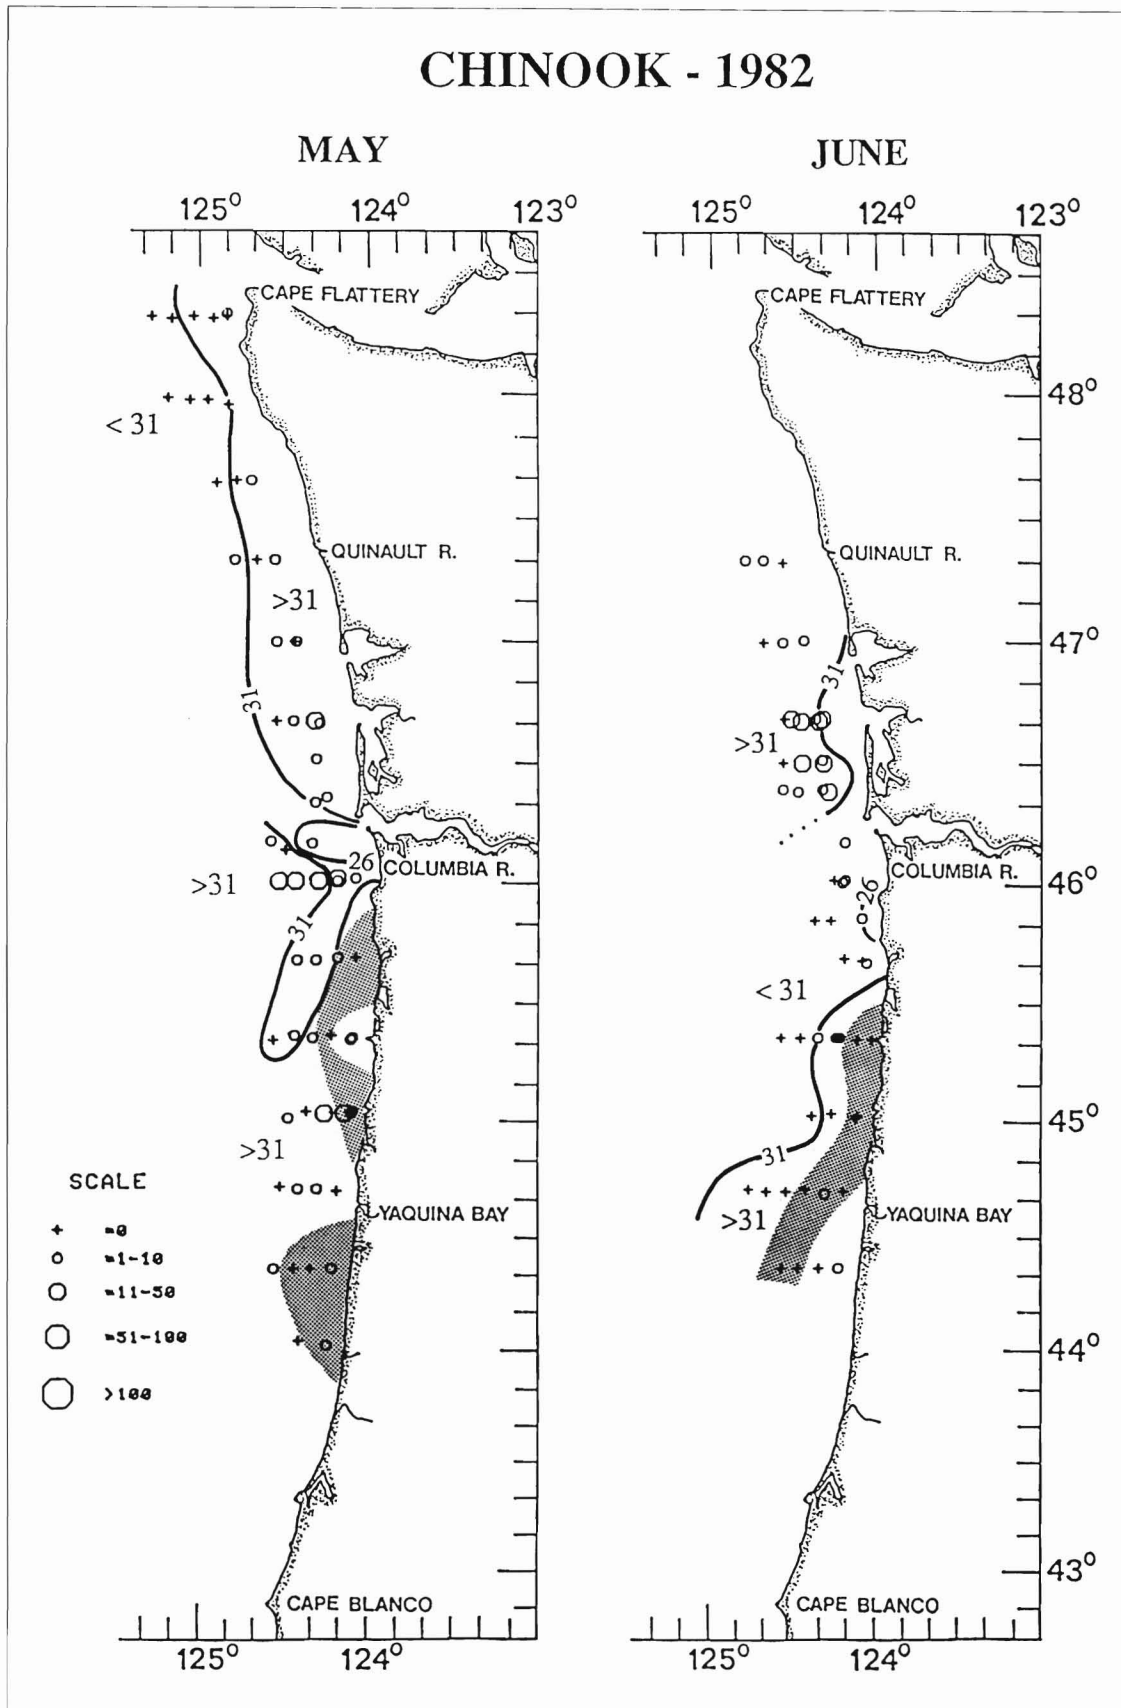 CHINOOK - 1982
MAY
125° 124° 123°
CAPE FLATTERY
< 31
QUINAULT R.
>31
31
26
COLUMBIA R.
>31
31
>31
SCALE
+ =0
=1-10
=11-50
=51-100
>100
YAQUINA BAY
CAPE BLANCO
125° 124°
JUNE
125° 124° 123°
CAPE FLATTERY
48°
QUINAULT R.
47°
31
>31
COLUMBIA R.
46°
26
< 31
45°
31
>31
YAQUINA BAY
44°
43°
CAPE BLANCO
125° 124°